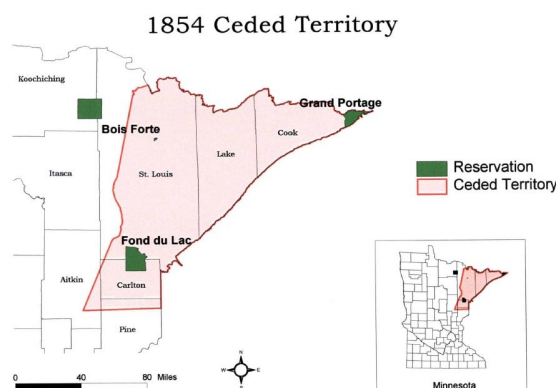 1854 Ceded Territory
Koochiching
Grand Portage
Bois Forte
Cook
Lake
Itasca
St. Louis
Reservation
Ceded Territory
Fond du Lac
Aitkin
Carlton
Pine
N
W E
S
0 40 80 Miles
Minnesota